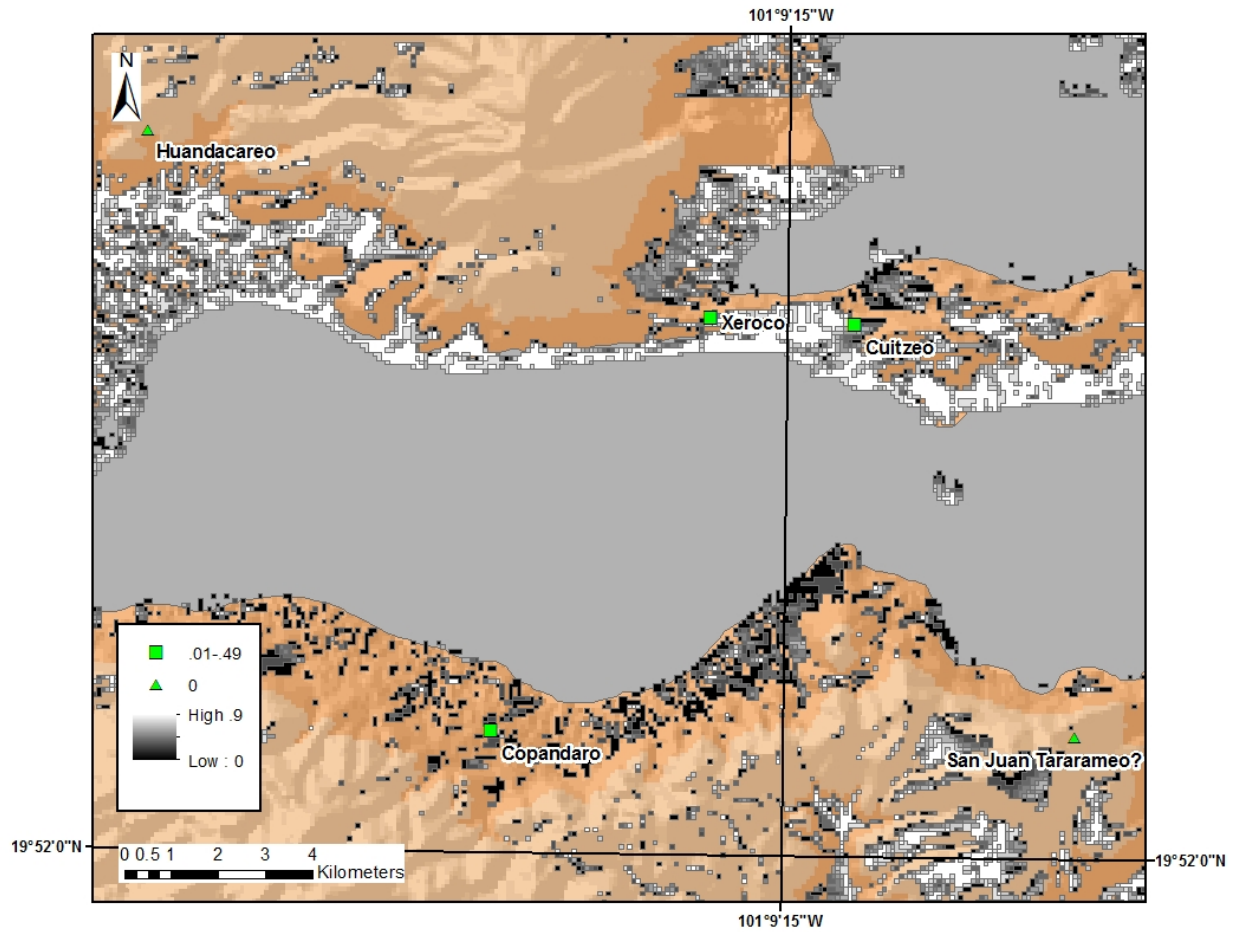 101°9'15"W
N
Huandacareo
Xeroco
Cuitzeo
.01-.49
0
High .9
Low : 0
Copandaro
San Juan Tararameo?
19°52'0"N
0 0.5 1 2 3 4
Kilometers
19°52'0"N
101°9'15"W